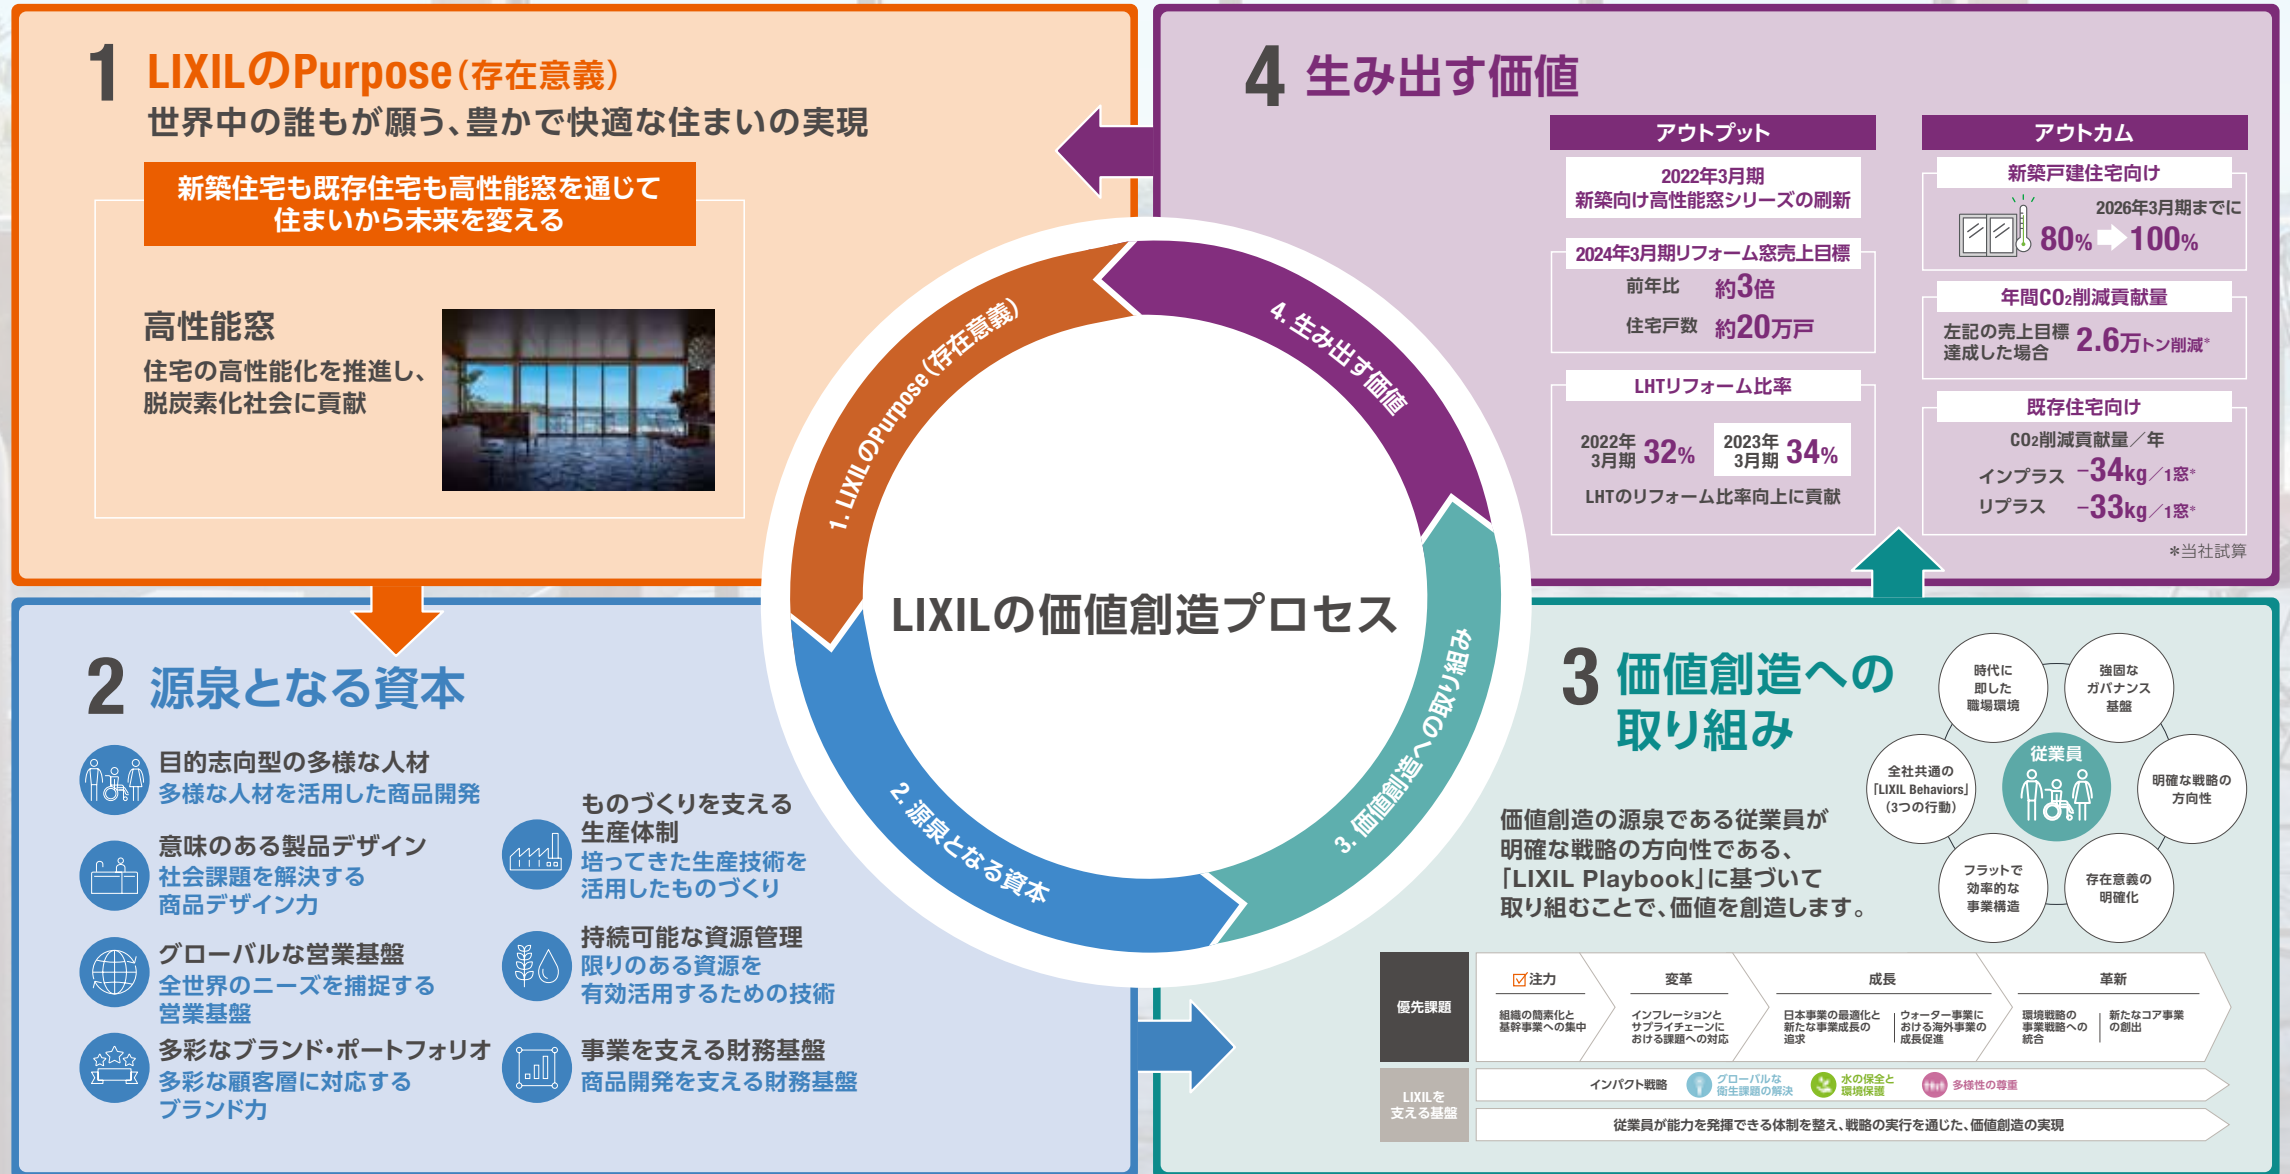 1 LIXILのPurpose（存在意義）
世界中の誰もが願う、豊かで快適な住まいの実現
新築住宅も既存住宅も高性能窓を通じて
住まいから未来を変える
高性能窓
住宅の高性能化を推進し、
脱炭素化社会に貢献
2 源泉となる資本
目的志向型の多様な人材
多様な人材を活用した商品開発
意味のある製品デザイン
社会課題を解決する
商品デザイン力
グローバルな営業基盤
全世界のニーズを捕捉する
営業基盤
多彩なブランド・ポートフォリオ
多彩な顧客層に対応する
ブランド力
ものづくりを支える
生産体制
培ってきた生産技術を
活用したものづくり
持続可能な資源管理
限りのある資源を
有効活用するための技術
事業を支える財務基盤
商品開発を支える財務基盤
LIXILの価値創造プロセス
1. LIXILのPurpose（存在意義）
2. 源泉となる資本
3. 価値創造への取り組み
4. 生み出す価値
3 価値創造への
取り組み
価値創造の源泉である従業員が
明確な戦略の方向性である、
「LIXIL Playbook」に基づいて
取り組むことで、価値を創造します。
時代に
即した
職場環境
強固な
ガバナンス
基盤
全社共通の
「LIXIL Behaviors」
（3つの行動）
従業員
明確な戦略の
方向性
フラットで
効率的な
事業構造
存在意義の
明確化
優先課題
注力
組織の簡素化と
基幹事業への集中
変革
インフレーションと
サプライチェーンに
おける課題への対応
成長
日本事業の最適化と
新たな事業成長の
追求
ウォーター事業に
おける海外事業の
成長促進
革新
環境戦略の
事業戦略への
統合
新たなコア事業
の創出
LIXILを
支える基盤
インパクト戦略
グローバルな
衛生課題の解決
水の保全と
環境保護
多様性の尊重
従業員が能力を発揮できる体制を整え、戦略の実行を通じた、価値創造の実現
4 生み出す価値
アウトプット
2022年3月期
新築向け高性能窓シリーズの刷新
2024年3月期リフォーム窓売上目標
前年比 約3倍
住宅戸数 約20万戸
LHTリフォーム比率
2022年
3月期 32%
2023年
3月期 34%
LHTのリフォーム比率向上に貢献
アウトカム
新築戸建住宅向け
2026年3月期までに
80% 100%
年間CO₂削減貢献量
左記の売上目標
達成した場合 2.6万トン削減*
既存住宅向け
CO₂削減貢献量／年
インプラス −34kg／1窓*
リプラス −33kg／1窓*
*当社試算